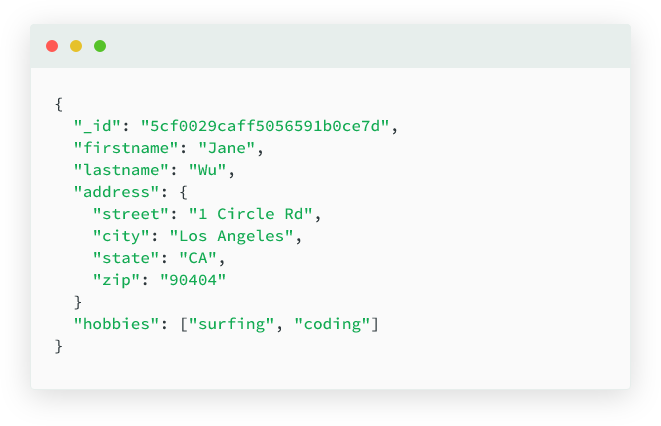 {
  "_id": "5cf0029caff5056591b0ce7d",
  "firstname": "Jane",
  "lastname": "Wu",
  "address": {
    "street": "1 Circle Rd",
    "city": "Los Angeles",
    "state": "CA",
    "zip": "90404"
  }
  "hobbies": ["surfing", "coding"]
}